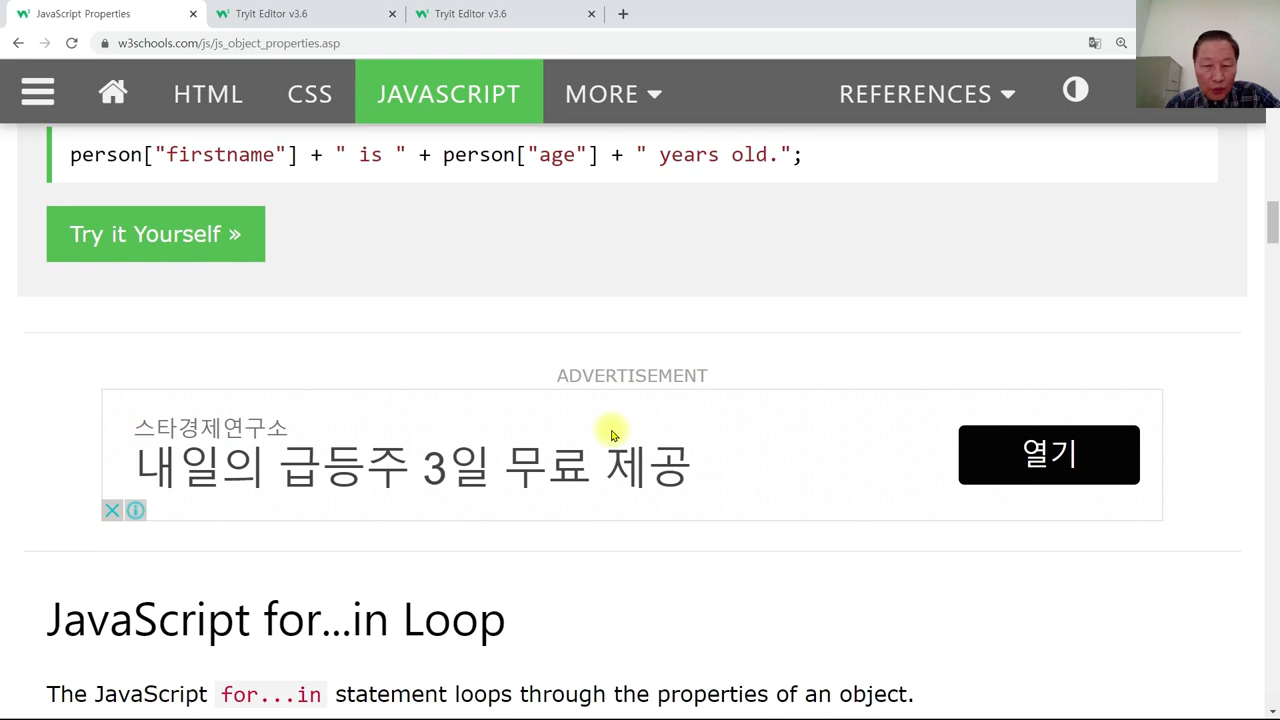 JavaScript Properties
Tryit Editor v3.6
Tryit Editor v3.6
w3schools.com/js/js_object_properties.asp
HTML CSS JAVASCRIPT MORE REFERENCES
person["firstname"] + " is " + person["age"] + " years old.";
Try it Yourself »
ADVERTISEMENT
스타경제연구소
내일의 급등주 3일 무료 제공
열기
JavaScript for...in Loop
The JavaScript for...in statement loops through the properties of an object.